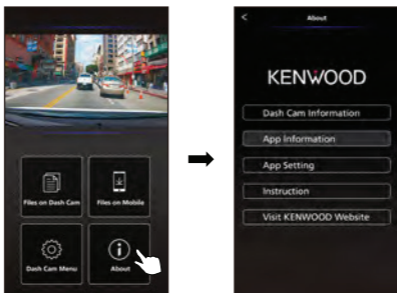 Files on Dash Cam
Files on Mobile
Dash Cam Menu
About
About
KENWOOD
Dash Cam Information
App Information
App Setting
Instruction
Visit KENWOOD Website